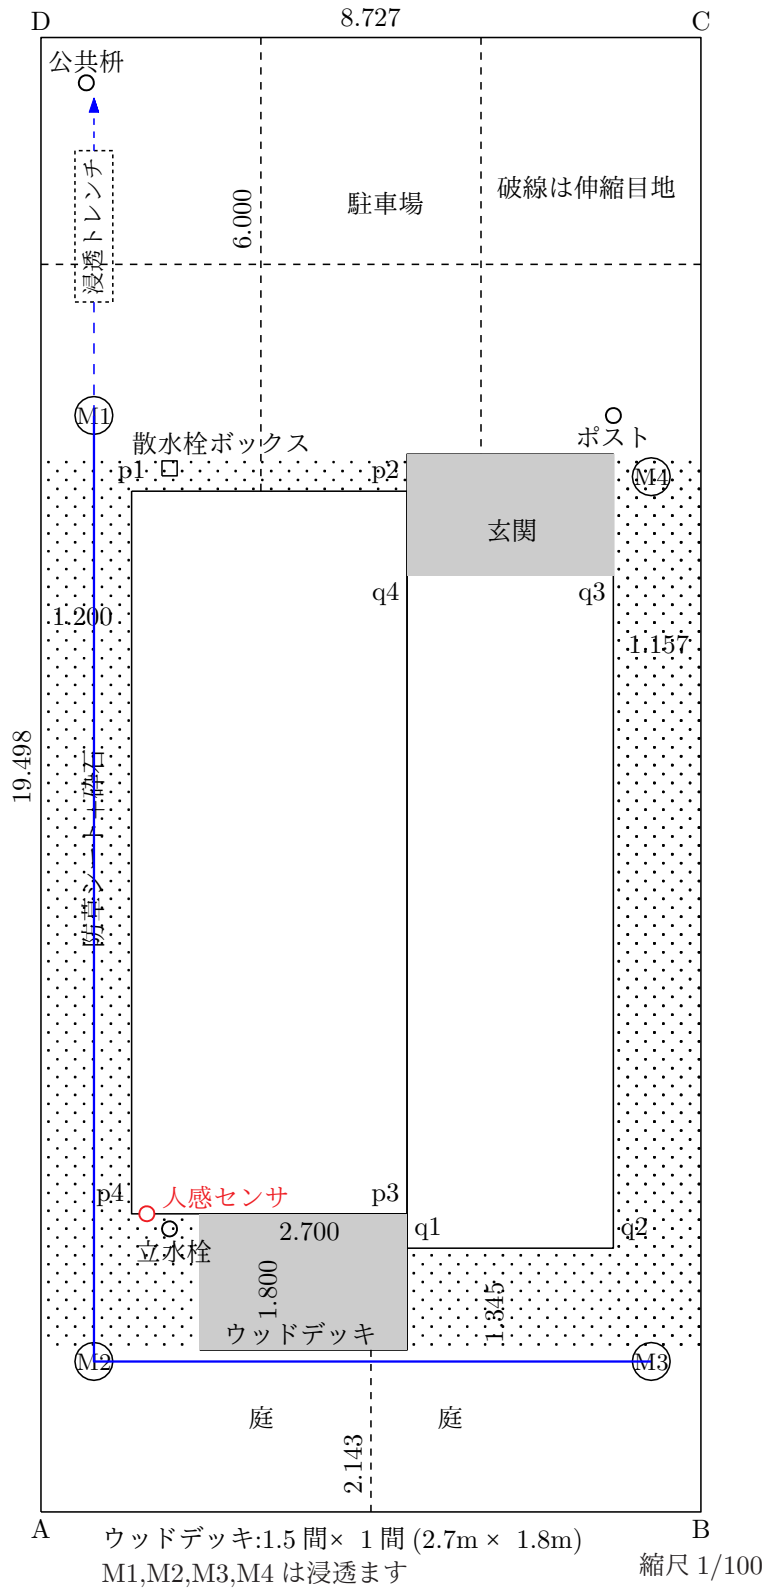 D
8.727
C
公共枡
浸透トレンチ
6.000
駐車場
破線は伸縮目地
M1
散水栓ボックス
ポスト
p1
p2
M4
玄関
q4
q3
1.200
1.157
19.498
防草シート+砕石
p4
人感センサ
p3
2.700
q1
q2
立水栓
1.800
1.345
ウッドデッキ
M2
M3
庭
庭
2.143
A
B
ウッドデッキ:1.5 間× 1 間 (2.7m × 1.8m)
M1,M2,M3,M4 は浸透ます
縮尺 1/100